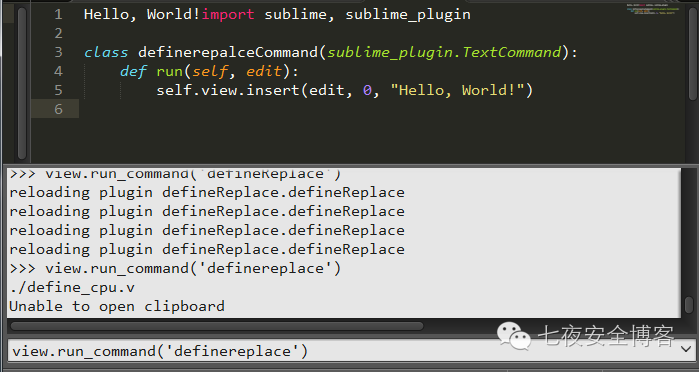 1 Hello, World!import sublime, sublime_plugin
2
3 class definerepalceCommand(sublime_plugin.TextCommand):
4 def run(self, edit):
5 self.view.insert(edit, 0, "Hello, World!")
6
>>> view.run_command('defineReplace')
reloading plugin defineReplace.defineReplace
reloading plugin defineReplace.defineReplace
reloading plugin defineReplace.defineReplace
reloading plugin defineReplace.defineReplace
>>> view.run_command('definereplace')
./define_cpu.v
Unable to open clipboard
七夜安全博客
view.run_command('definereplace')